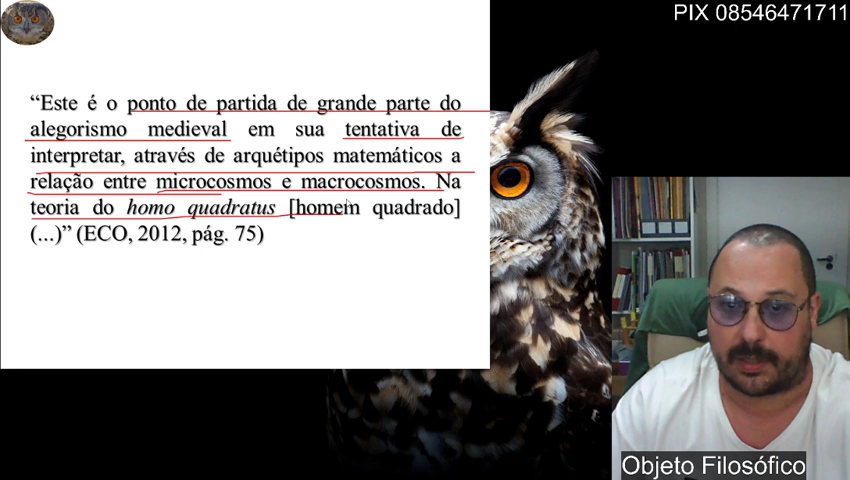 PIX 08546471711
“Este é o ponto de partida de grande parte do
alegorismo medieval em sua tentativa de
interpretar, através de arquétipos matemáticos a
relação entre microcosmos e macrocosmos. Na
teoria do homo quadratus [homem quadrado]
(...)” (ECO, 2012, pág. 75)
Objeto Filosófico